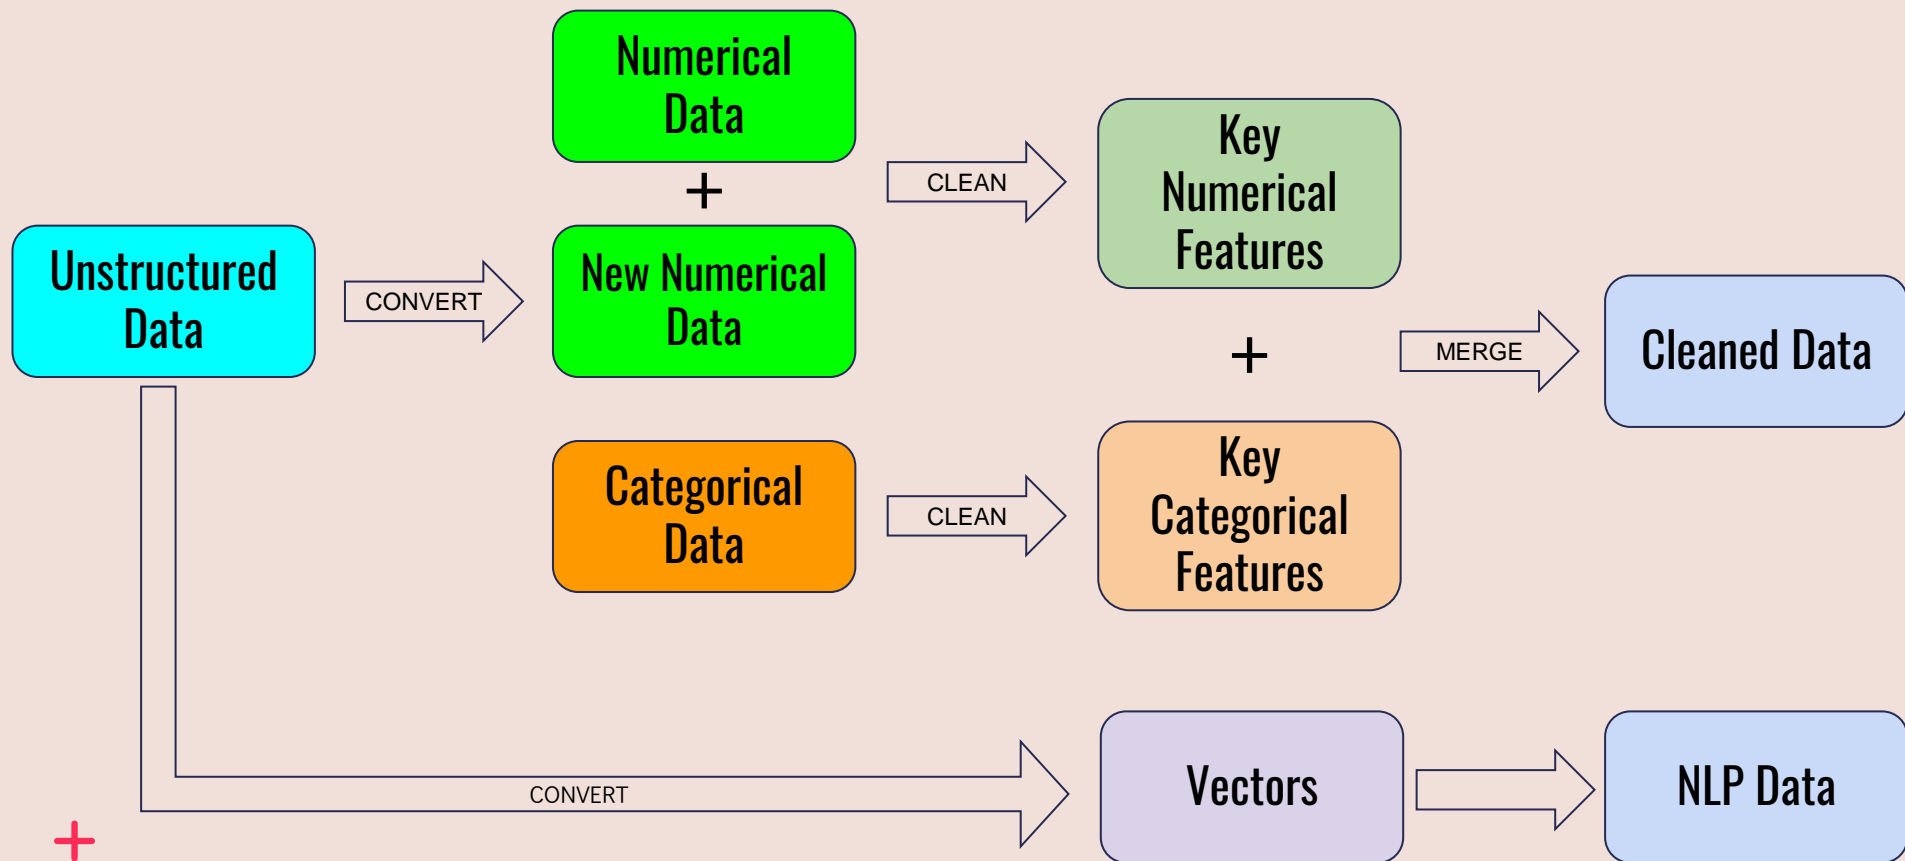 Numerical
Data
+
CLEAN
Key
Numerical
Features
Unstructured
Data
CONVERT
New Numerical
Data
+
MERGE
Cleaned Data
Categorical
Data
CLEAN
Key
Categorical
Features
CONVERT
Vectors
NLP Data
+